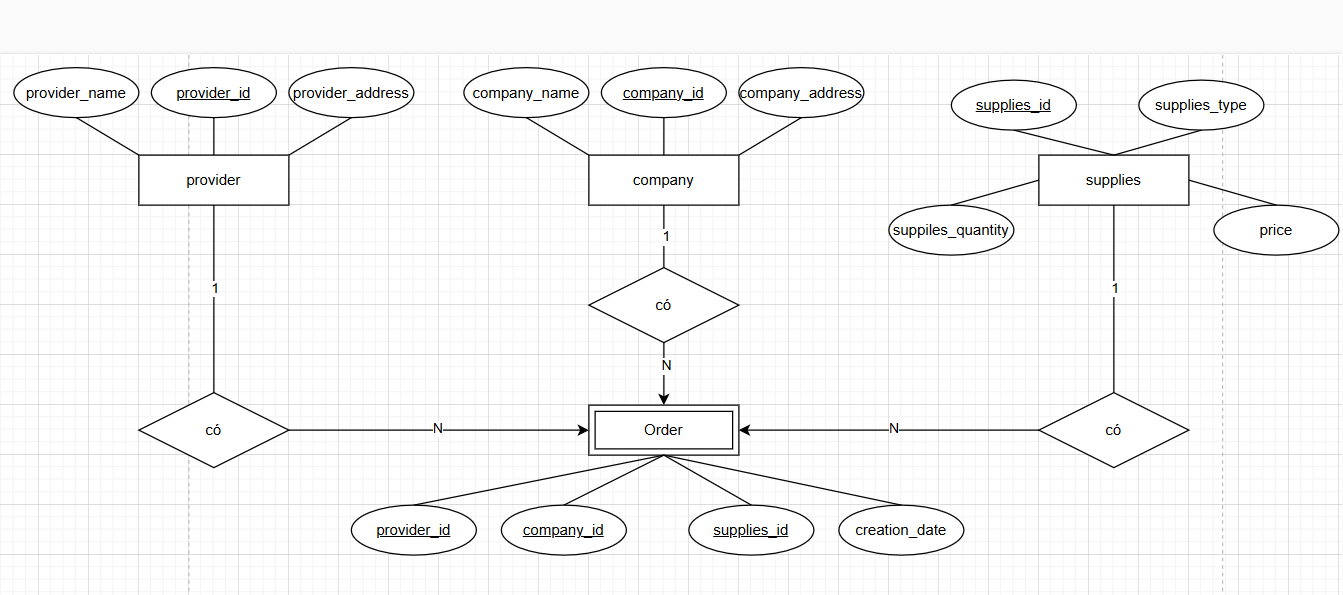 provider_name
provider_id
provider_address
company_name
company_id
company_address
supplies_id
supplies_type
provider
company
supplies
suppiles_quantity
price
1
1
1
có
N
có
N
Order
N
có
provider_id
company_id
supplies_id
creation_date